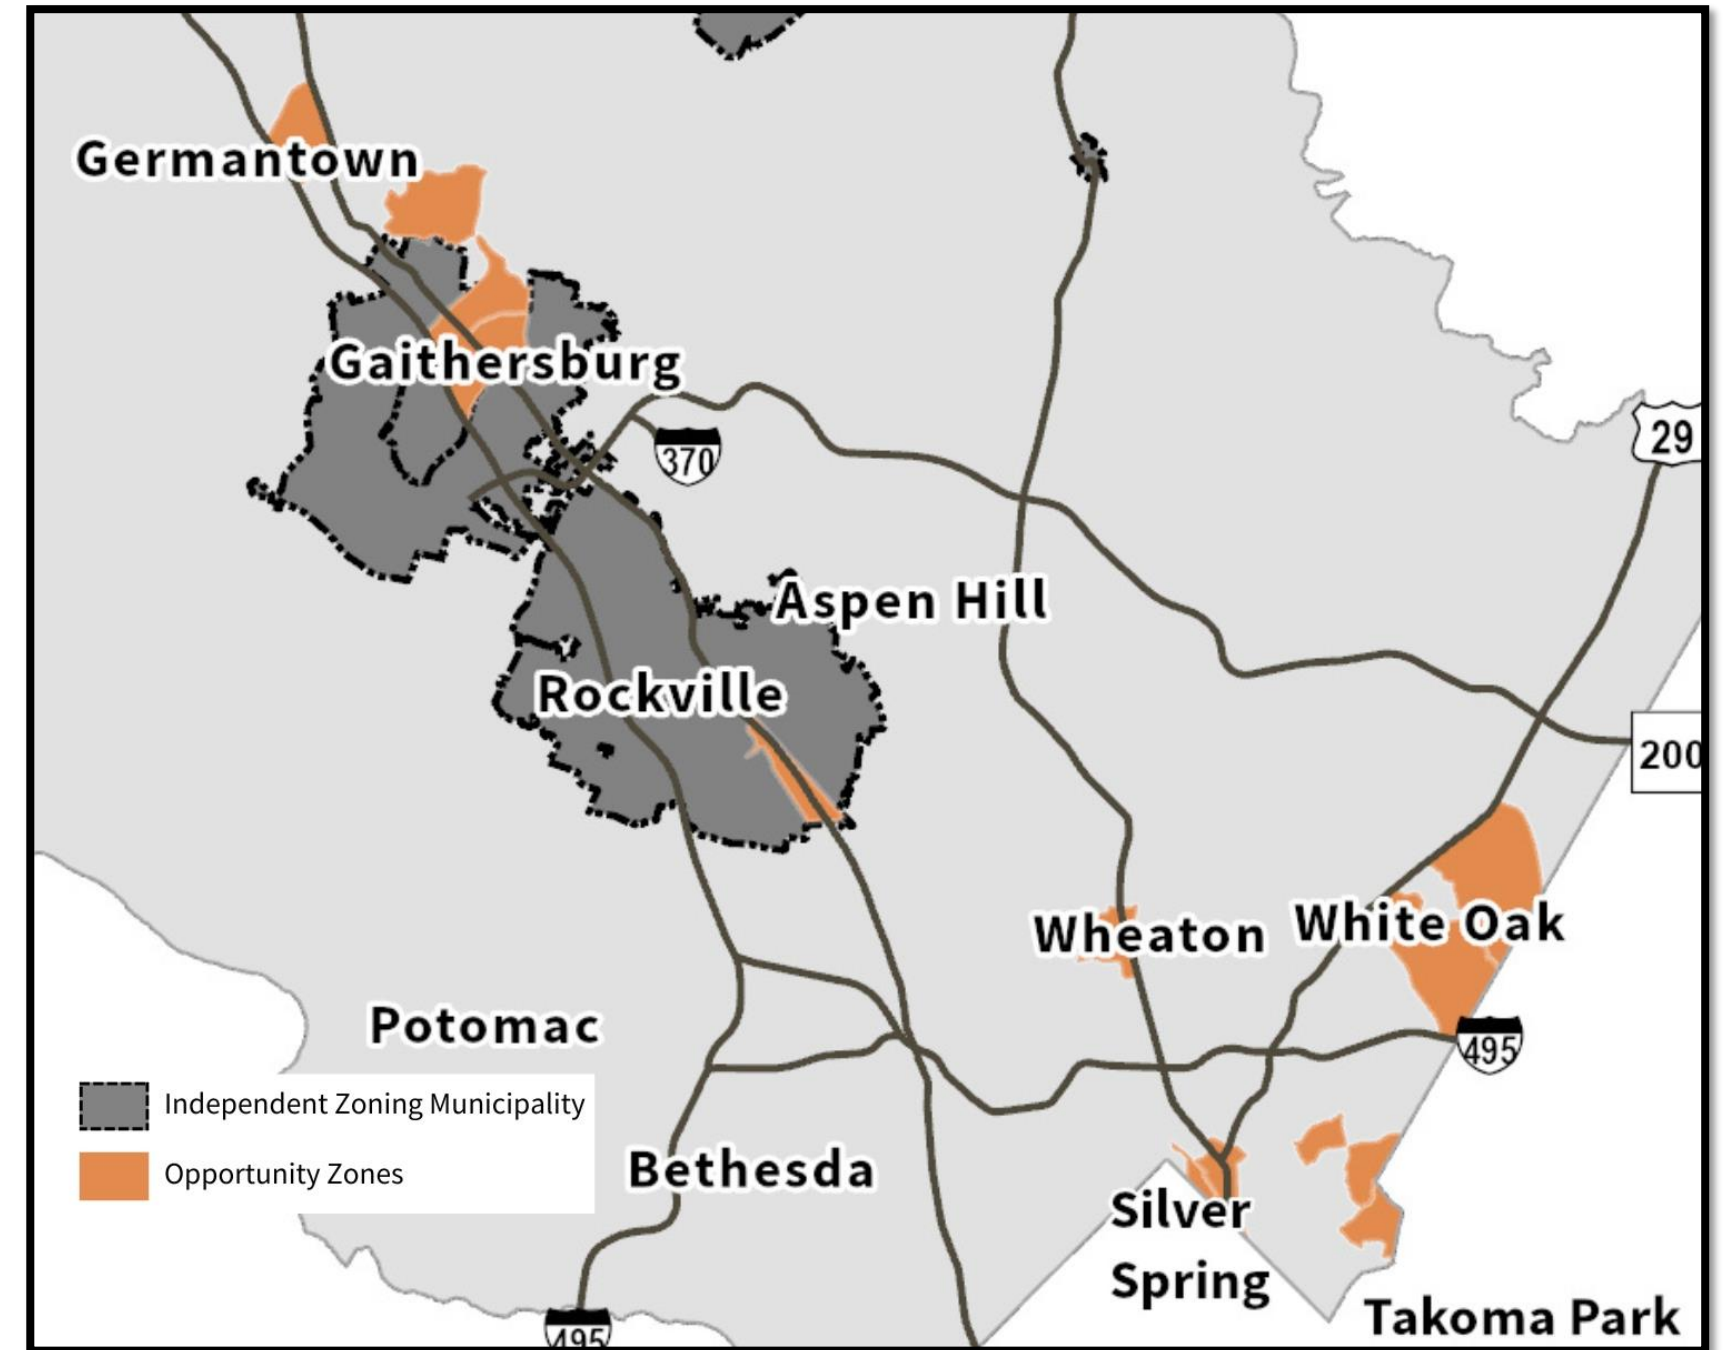 Germantown
Gaithersburg
370
29
Aspen Hill
Rockville
200
Wheaton
White Oak
Potomac
495
Independent Zoning Municipality
Opportunity Zones
Bethesda
Silver
Spring
Takoma Park
495